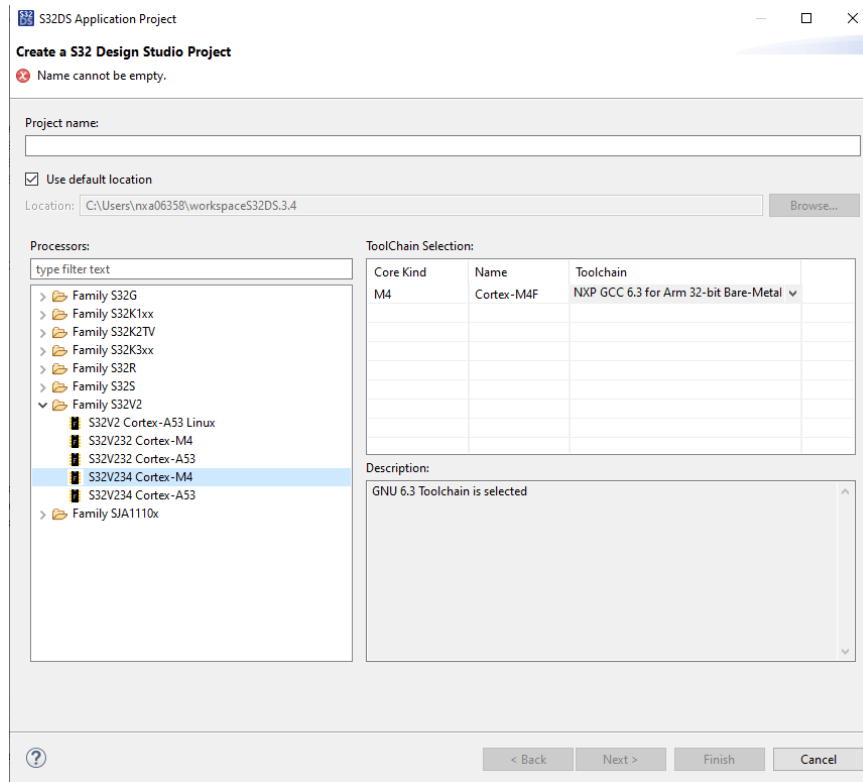 S32DS Application Project
Create a S32 Design Studio Project
Name cannot be empty.
Project name:
Use default location
Location: C:\Users\nxa06358\workspaceS32DS.3.4 Browse...
Processors:
type filter text
Family S32G
Family S32K1xx
Family S32K2TV
Family S32K3xx
Family S32R
Family S32S
Family S32V2
S32V2 Cortex-A53 Linux
S32V232 Cortex-M4
S32V232 Cortex-A53
S32V234 Cortex-M4
S32V234 Cortex-A53
Family SJA1110x
ToolChain Selection:
Core Kind Name Toolchain
M4 Cortex-M4F NXP GCC 6.3 for Arm 32-bit Bare-Metal
Description:
GNU 6.3 Toolchain is selected
< Back Next > Finish Cancel